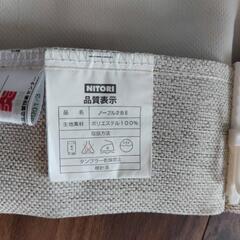 NITORI
品質表示
品名 ノーブル2BE
生地素材 ポリエステル100%
取扱方法
タンブラー乾燥禁止